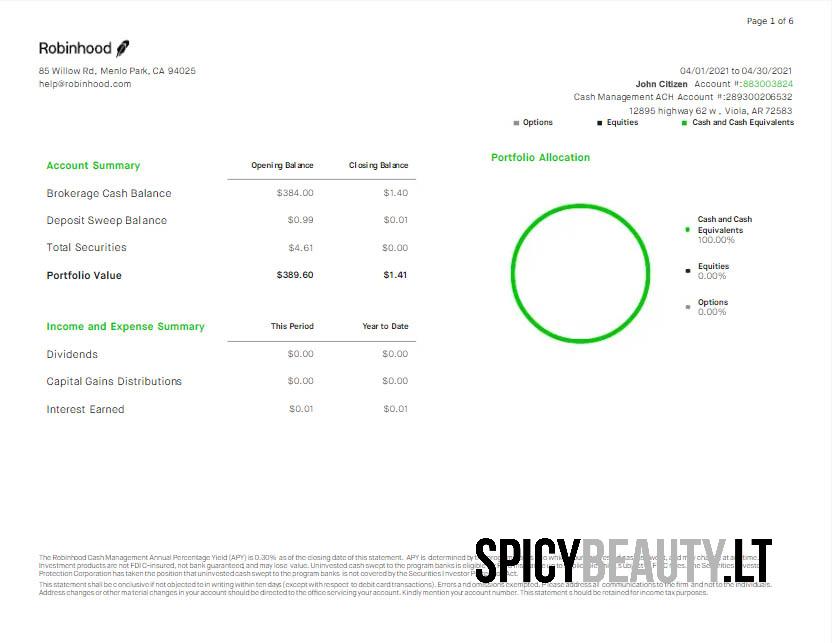 Page 1 of 6
Robinhood
85 Willow Rd, Menlo Park, CA 94025
help@robinhood.com
04/01/2021 to 04/30/2021
John Citizen Account #:883003824
Cash Management ACH Account #:289300206532
12895 highway 62 w , Viola, AR 72583
Options Equities Cash and Cash Equivalents
Account Summary Opening Balance Closing Balance
Brokerage Cash Balance $384.00 $1.40
Deposit Sweep Balance $0.99 $0.01
Total Securities $4.61 $0.00
Portfolio Value $389.60 $1.41
Portfolio Allocation
Cash and Cash
Equivalents
100.00%
Equities
0.00%
Options
0.00%
Income and Expense Summary This Period Year to Date
Dividends $0.00 $0.00
Capital Gains Distributions $0.00 $0.00
Interest Earned $0.01 $0.01
The Robinhood Cash Management Annual Percentage Yield (APY) is 0.30% as of the closing date of this statement. APY is determined by
Investment products are not FDIC-insured, not bank guaranteed, and may lose value. Uninvested cash swept to the program banks is eligible
Protection Corporation has taken the position that uninvested cash swept to the program banks is not covered by the Securities Investor Act.
This statement shall be conclusive if not objected to in writing within ten days (except with respect to debit card transactions). Errors and omissions exempted. Please address all communications to the firm and not to the individuals.
Address changes or other material changes in your account should be directed to the office servicing your account. Kindly mention your account number. This statement should be retained for income tax purposes.
SPICYBEAUTY.LT